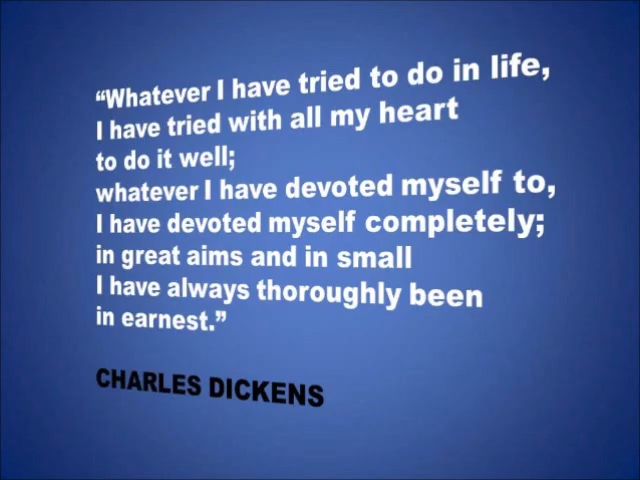 “Whatever I have tried to do in life,
I have tried with all my heart
to do it well;
whatever I have devoted myself to,
I have devoted myself completely;
in great aims and in small
I have always thoroughly been
in earnest.”
CHARLES DICKENS